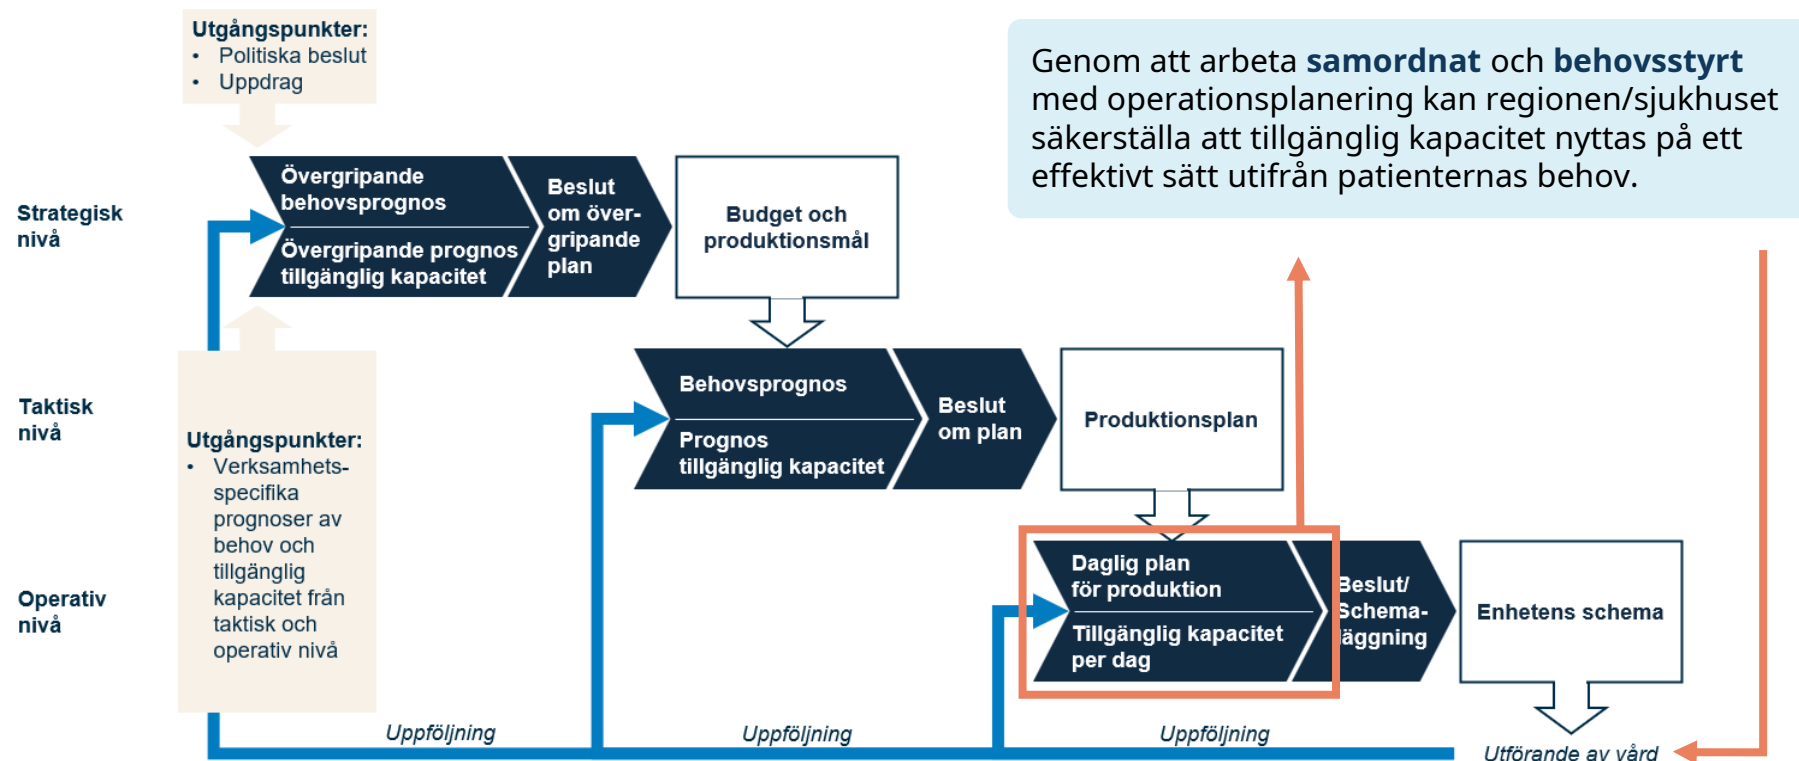 Utgångspunkter:
• Politiska beslut
• Uppdrag
Genom att arbeta samordnat och behovsstyrt
med operationsplanering kan regionen/sjukhuset
säkerställa att tillgänglig kapacitet nyttas på ett
effektivt sätt utifrån patienternas behov.
Strategisk
nivå
Övergripande
behovsprognos
Övergripande prognos
tillgänglig kapacitet
Beslut
om över-
gripande
plan
Budget och
produktionsmål
Taktisk
nivå
Utgångspunkter:
• Verksamhets-
specifika
prognoser av
behov och
tillgänglig
kapacitet från
taktisk och
operativ nivå
Behovsprognos
Prognos
tillgänglig kapacitet
Beslut
om plan
Produktionsplan
Operativ
nivå
Daglig plan
för produktion
Tillgänglig kapacitet
per dag
Beslut/
Schema-
läggning
Enhetens schema
Uppföljning
Uppföljning
Uppföljning
Utförande av vård